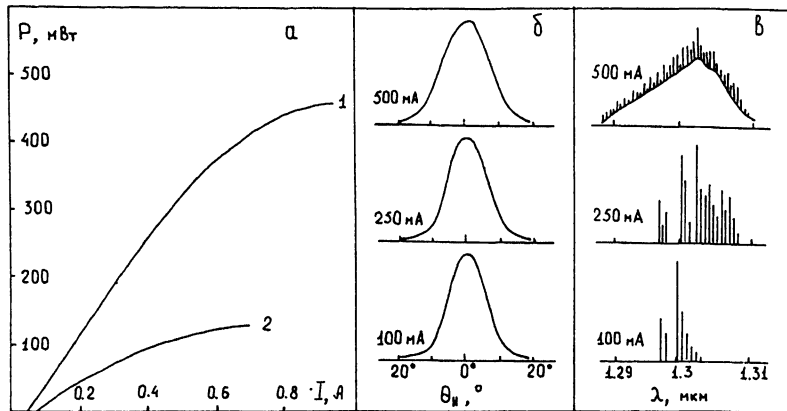 P, мВт
а
500
400
300
200
100
1
2
0.2
0.4
0.6
0.8
I, А
б
500 мА
250 мА
100 мА
20°
0°
20°
θ∥, °
в
500 мА
250 мА
100 мА
1.29
1.3
1.31
λ, мкм